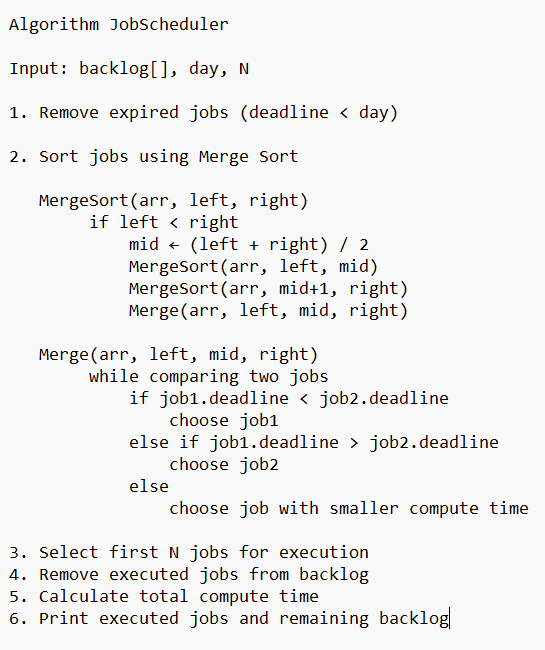 Algorithm JobScheduler
Input: backlog[], day, N
1. Remove expired jobs (deadline < day)
2. Sort jobs using Merge Sort
MergeSort(arr, left, right)
if left < right
mid ← (left + right) / 2
MergeSort(arr, left, mid)
MergeSort(arr, mid+1, right)
Merge(arr, left, mid, right)
Merge(arr, left, mid, right)
while comparing two jobs
if job1.deadline < job2.deadline
choose job1
else if job1.deadline > job2.deadline
choose job2
else
choose job with smaller compute time
3. Select first N jobs for execution
4. Remove executed jobs from backlog
5. Calculate total compute time
6. Print executed jobs and remaining backlog